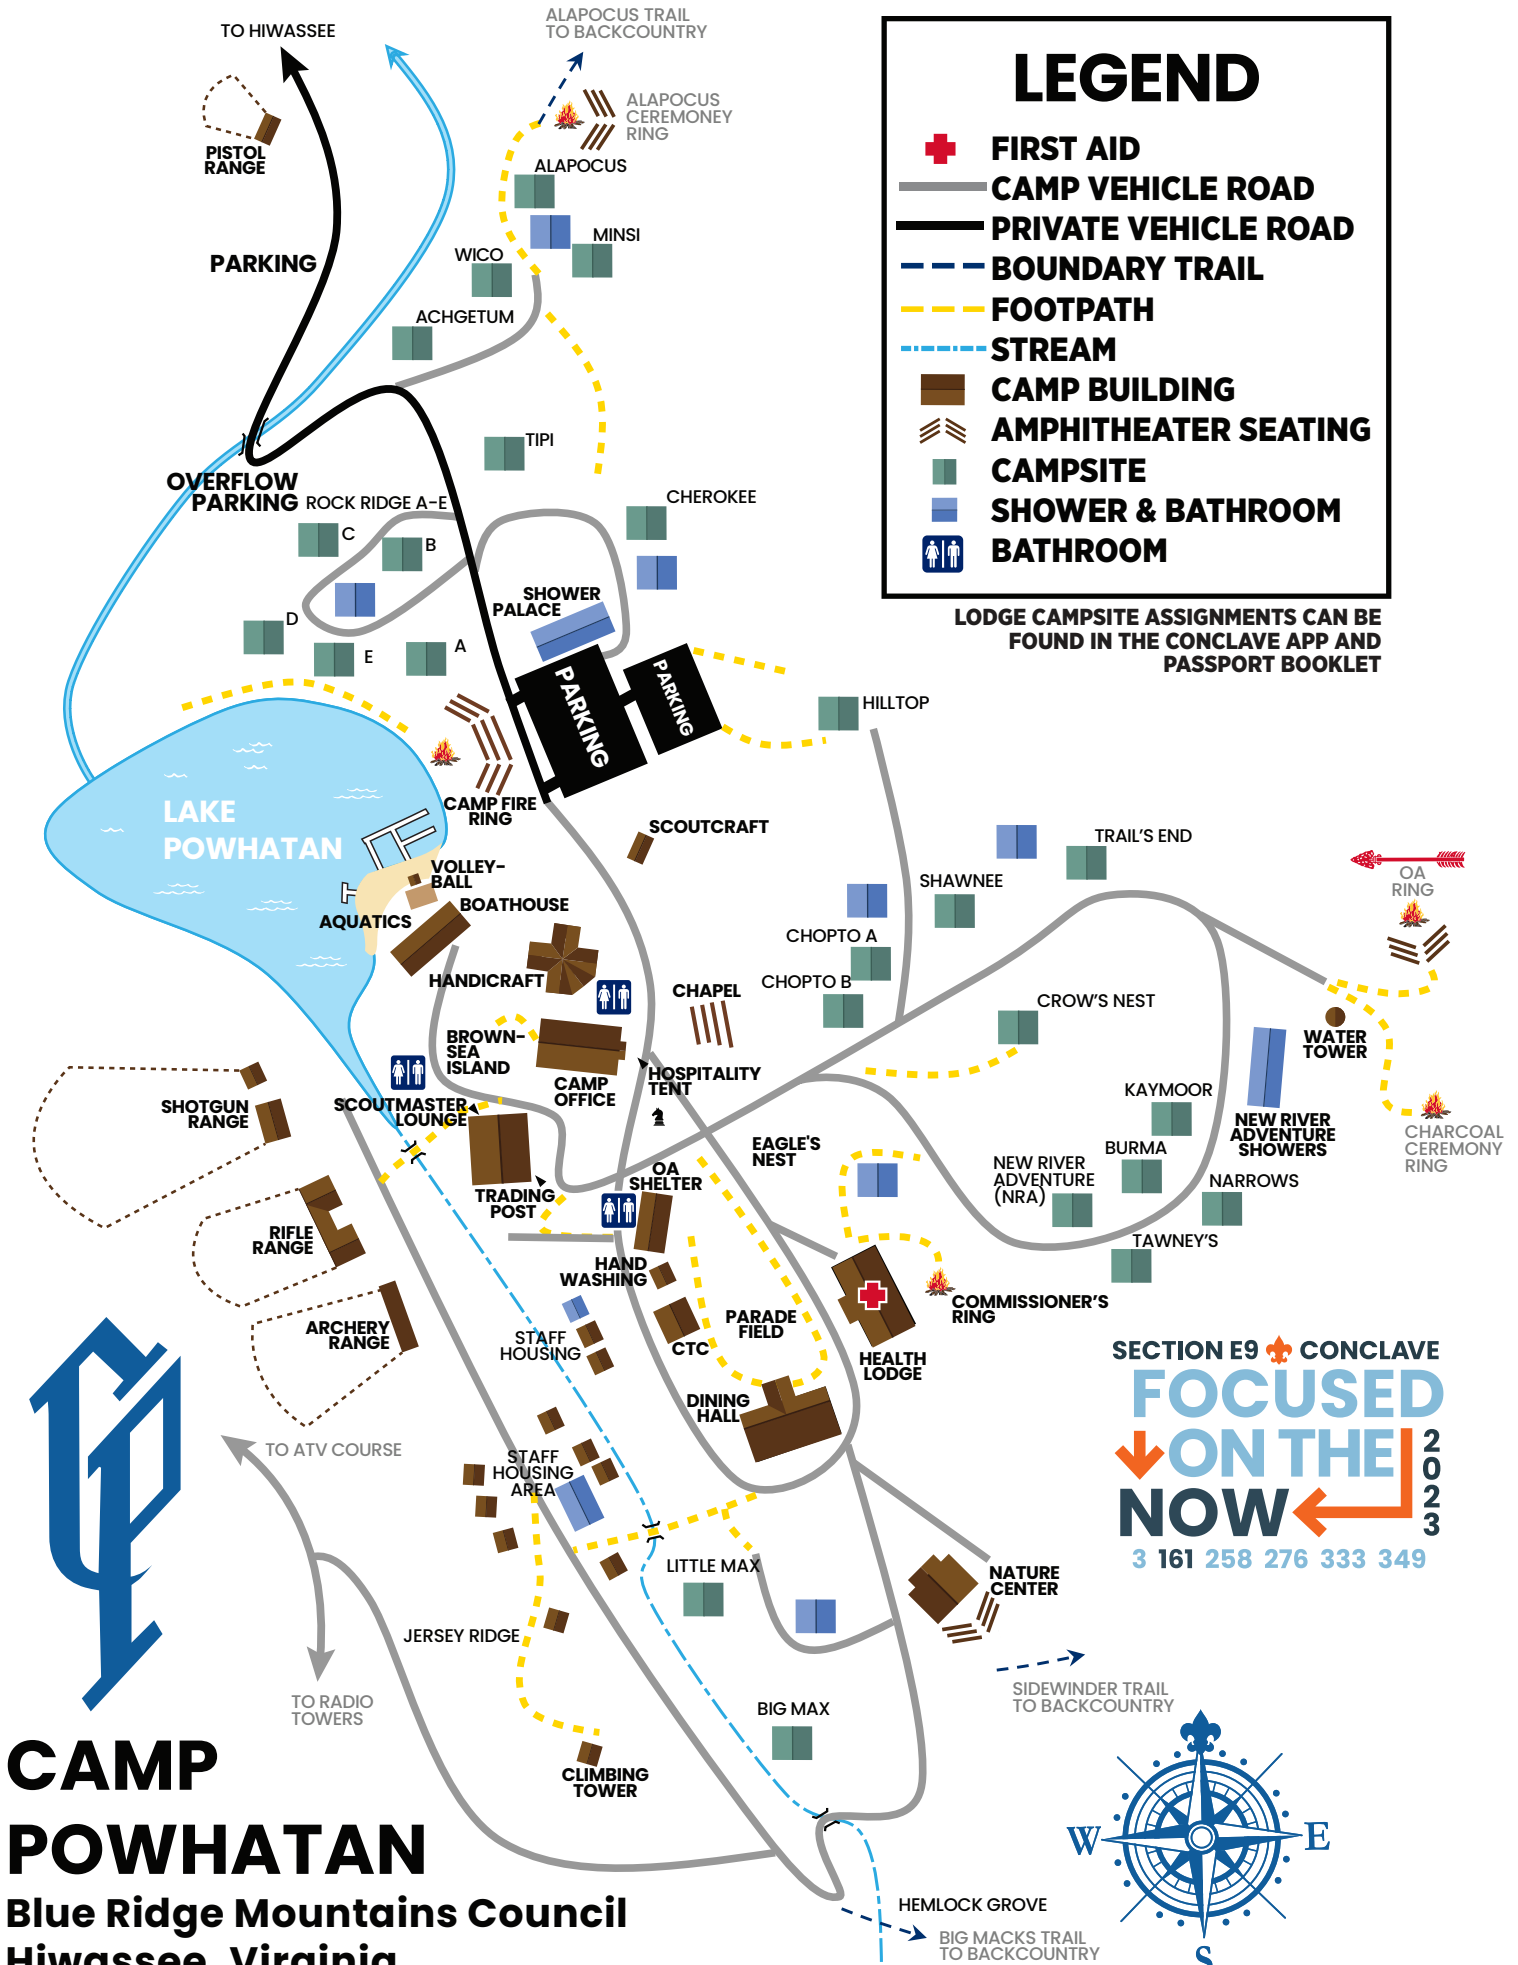 TO HIWASSEE
ALAPOCUS TRAIL
TO BACKCOUNTRY
PISTOL
RANGE
ALAPOCUS
CEREMONEY
RING
ALAPOCUS
MINSI
WICO
PARKING
ACHGETUM
TIPI
OVERFLOW
PARKING
ROCK RIDGE A-E
CHEROKEE
C
B
SHOWER
PALACE
D
E
A
PARKING
PARKING
HILLTOP
LEGEND
FIRST AID
CAMP VEHICLE ROAD
PRIVATE VEHICLE ROAD
BOUNDARY TRAIL
FOOTPATH
STREAM
CAMP BUILDING
AMPHITHEATER SEATING
CAMPSITE
SHOWER & BATHROOM
BATHROOM
LODGE CAMPSITE ASSIGNMENTS CAN BE
FOUND IN THE CONCLAVE APP AND
PASSPORT BOOKLET
LAKE
POWHATAN
CAMP FIRE
RING
SCOUTCRAFT
TRAIL'S END
VOLLEY-
BALL
SHAWNEE
OA
RING
AQUATICS
BOATHOUSE
CHOPTO A
HANDICRAFT
CHOPTO B
CHAPEL
CROW'S NEST
BROWN-
SEA
ISLAND
WATER
TOWER
CAMP
OFFICE
HOSPITALITY
TENT
KAYMOOR
SHOTGUN
RANGE
SCOUTMASTER
LOUNGE
NEW RIVER
ADVENTURE
SHOWERS
CHARCOAL
CEREMONY
RING
EAGLE'S
NEST
BURMA
OA
SHELTER
NEW RIVER
ADVENTURE
(NRA)
NARROWS
TRADING
POST
RIFLE
RANGE
TAWNEY'S
HAND
WASHING
COMMISSIONER'S
RING
ARCHERY
RANGE
PARADE
FIELD
STAFF
HOUSING
CTC
HEALTH
LODGE
DINING
HALL
SECTION E9 CONCLAVE
FOCUSED
ON THE
NOW
2023
3 161 258 276 333 349
TO ATV COURSE
STAFF
HOUSING
AREA
LITTLE MAX
NATURE
CENTER
JERSEY RIDGE
TO RADIO
TOWERS
SIDEWINDER TRAIL
TO BACKCOUNTRY
BIG MAX
CLIMBING
TOWER
CP
CAMP
POWHATAN
Blue Ridge Mountains Council
Hiwassee, Virginia
W
E
S
HEMLOCK GROVE
BIG MACKS TRAIL
TO BACKCOUNTRY